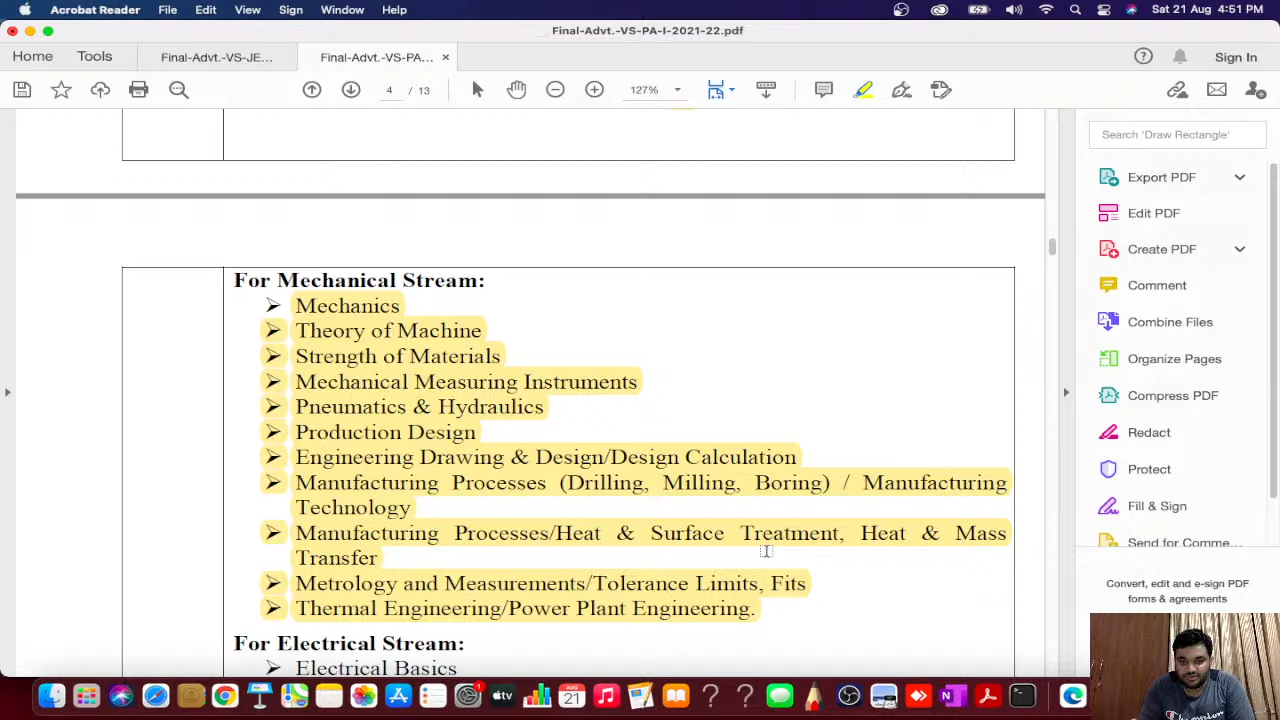 Acrobat Reader File Edit View Sign Window Help Sat 21 Aug 4:51 PM
Final-Advt.-VS-PA-I-2021-22.pdf
Home Tools Final-Advt.-VS-JE... Final-Advt.-VS-PA... × Sign In
4 / 13 127%
Search 'Draw Rectangle'
Export PDF
Edit PDF
Create PDF
Comment
Combine Files
Organize Pages
Compress PDF
Redact
Protect
Fill & Sign
Send for Comme...
Convert, edit and e-sign PDF
forms & agreements
For Mechanical Stream:
➢ Mechanics
➢ Theory of Machine
➢ Strength of Materials
➢ Mechanical Measuring Instruments
➢ Pneumatics & Hydraulics
➢ Production Design
➢ Engineering Drawing & Design/Design Calculation
➢ Manufacturing Processes (Drilling, Milling, Boring) / Manufacturing
Technology
➢ Manufacturing Processes/Heat & Surface Treatment, Heat & Mass
Transfer
➢ Metrology and Measurements/Tolerance Limits, Fits
➢ Thermal Engineering/Power Plant Engineering.
For Electrical Stream:
➢ Electrical Basics
tv
AUG
21
1
Champion